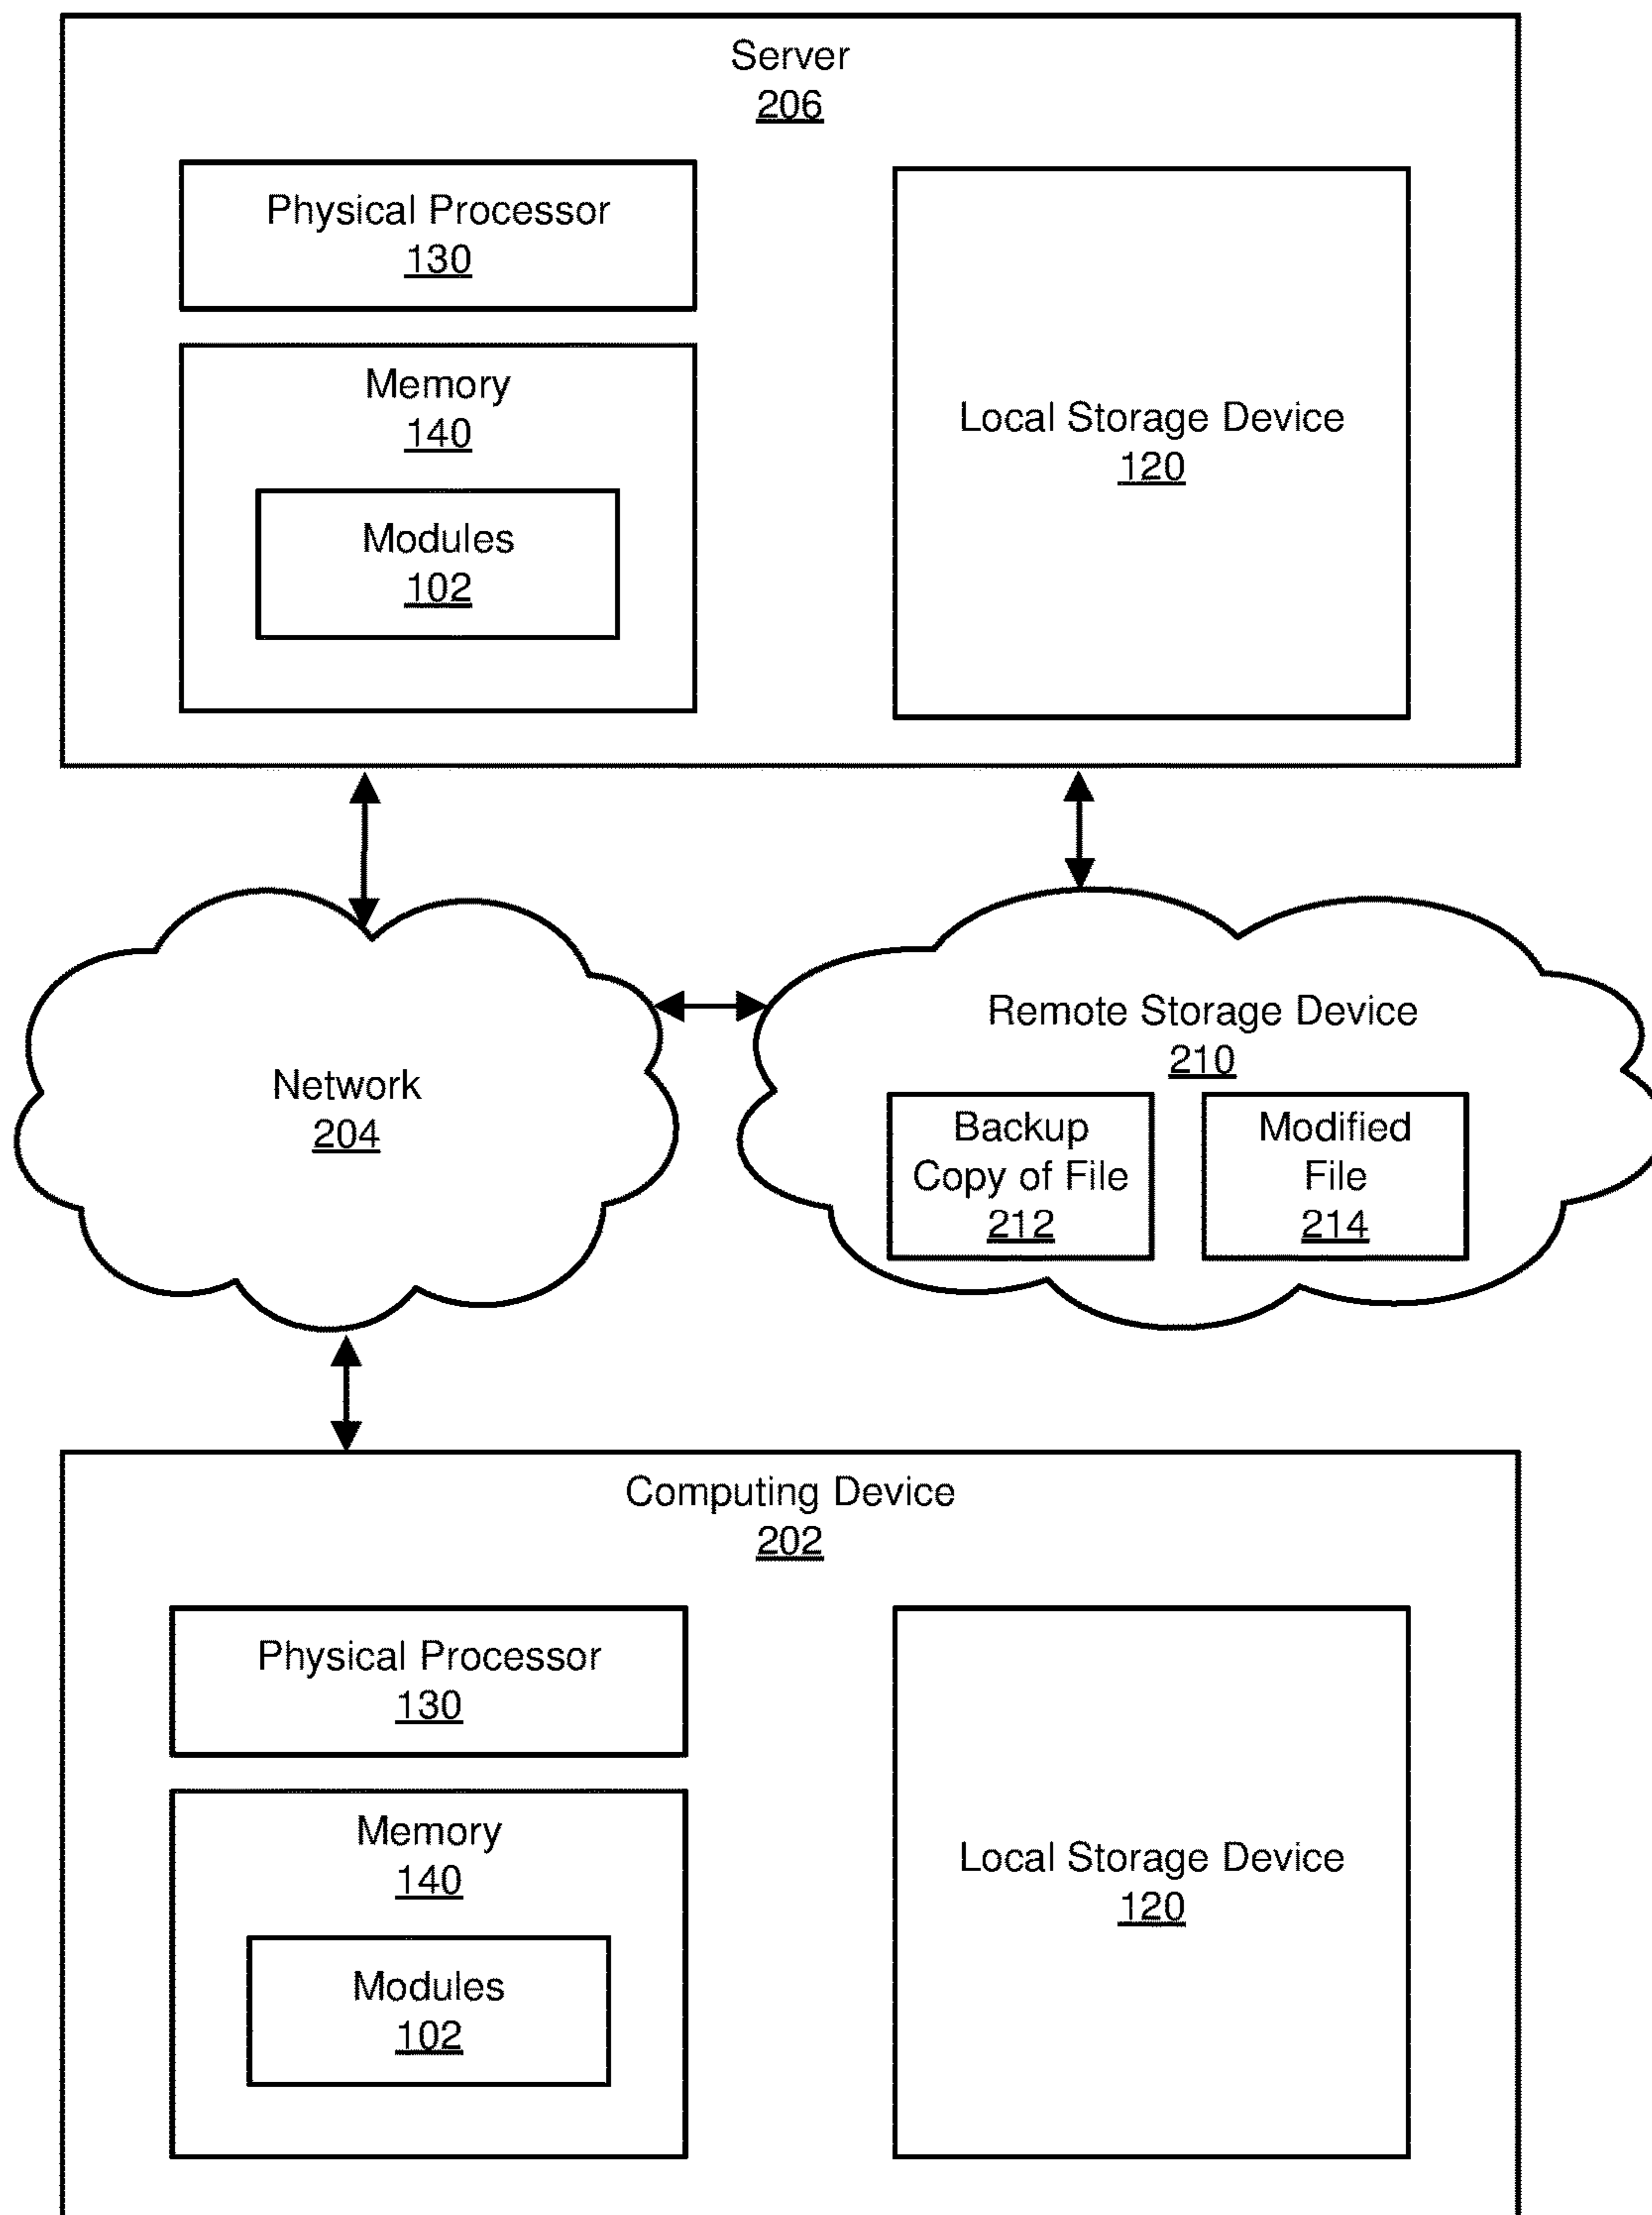 Server
206
Physical Processor
130
Memory
140
Modules
102
Local Storage Device
120
Network
204
Remote Storage Device
210
Backup
Copy of File
212
Modified
File
214
Computing Device
202
Physical Processor
130
Memory
140
Modules
102
Local Storage Device
120